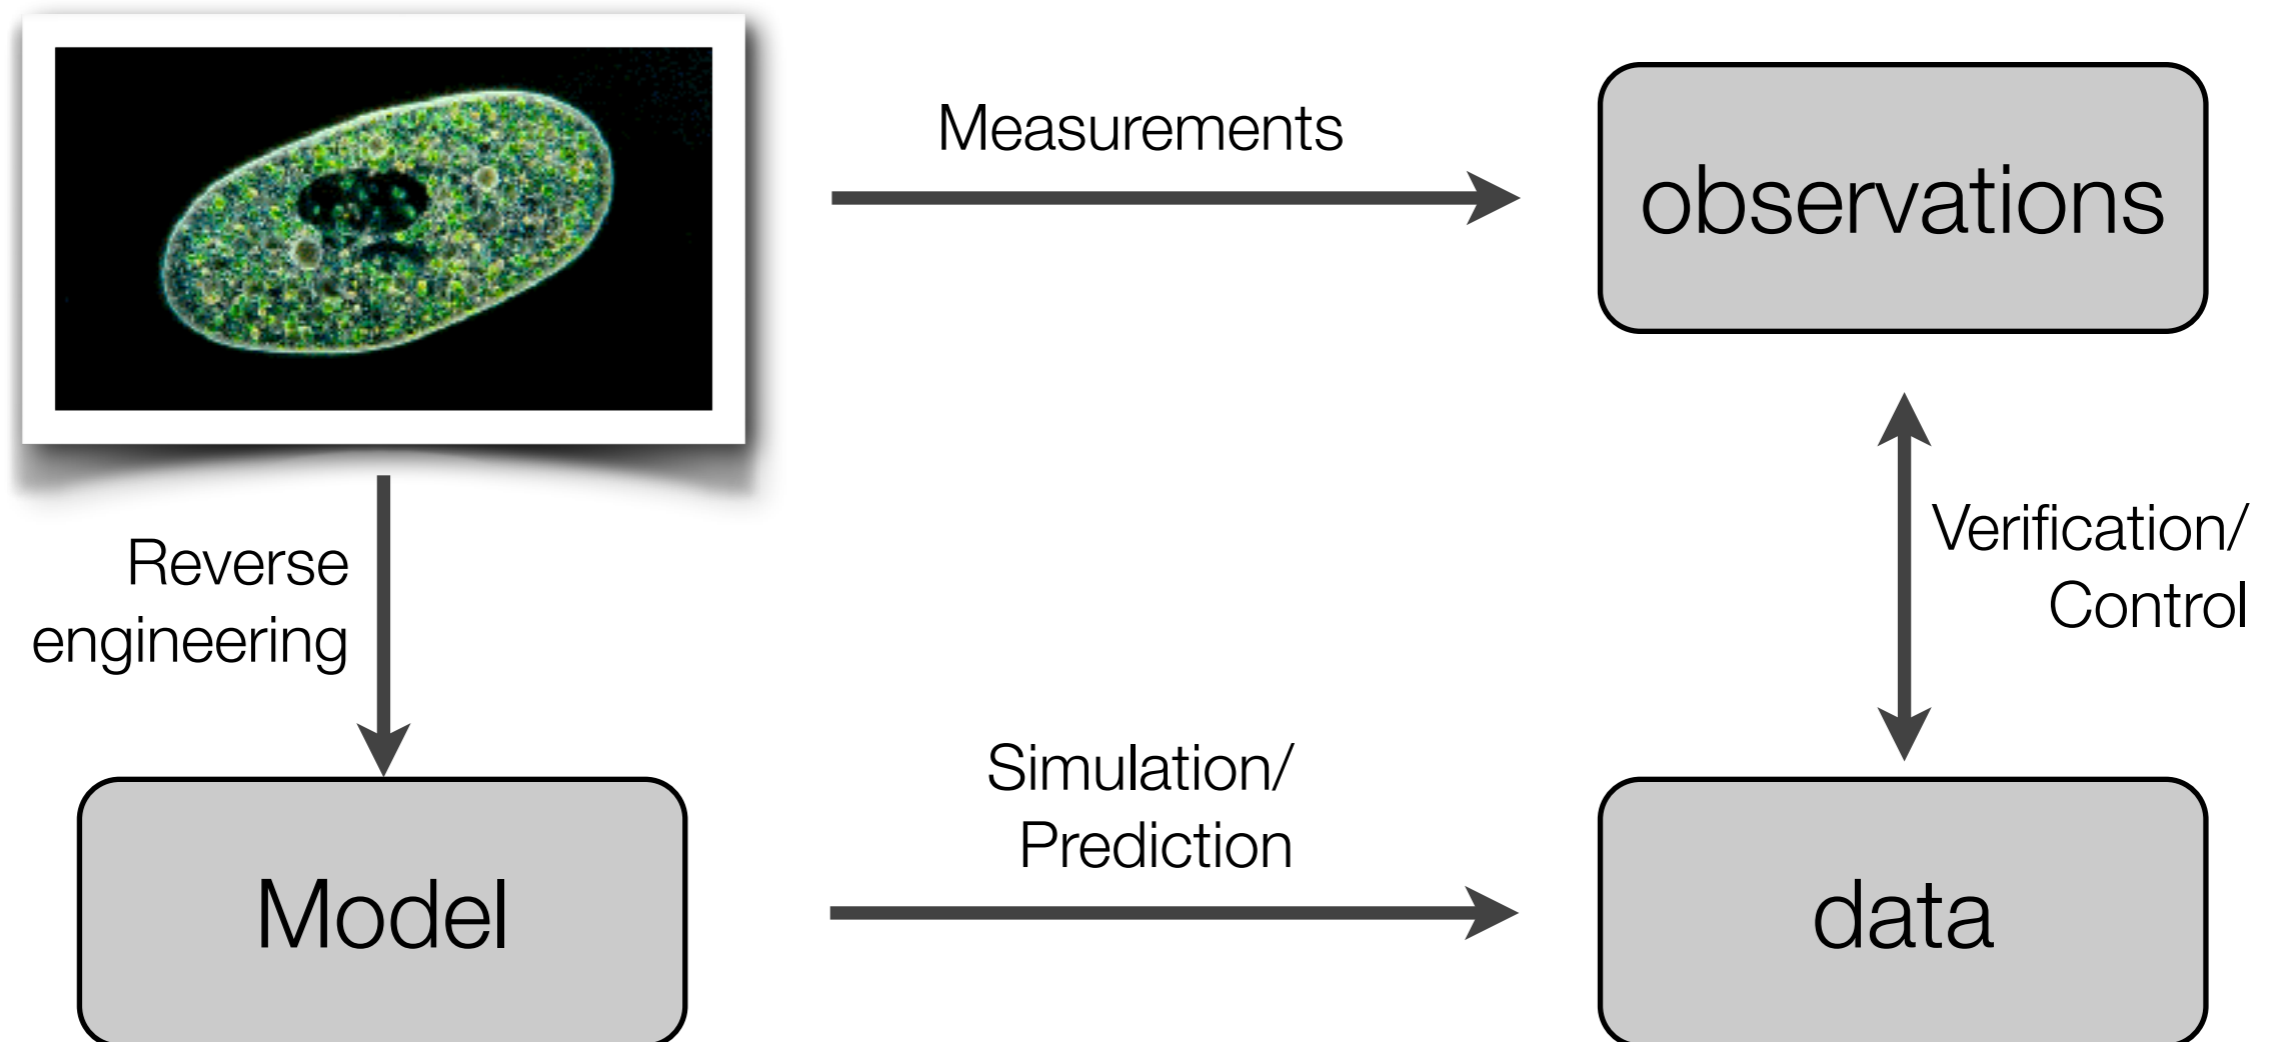 Measurements
observations
Reverse
engineering
Verification/
Control
Simulation/
Prediction
Model
data